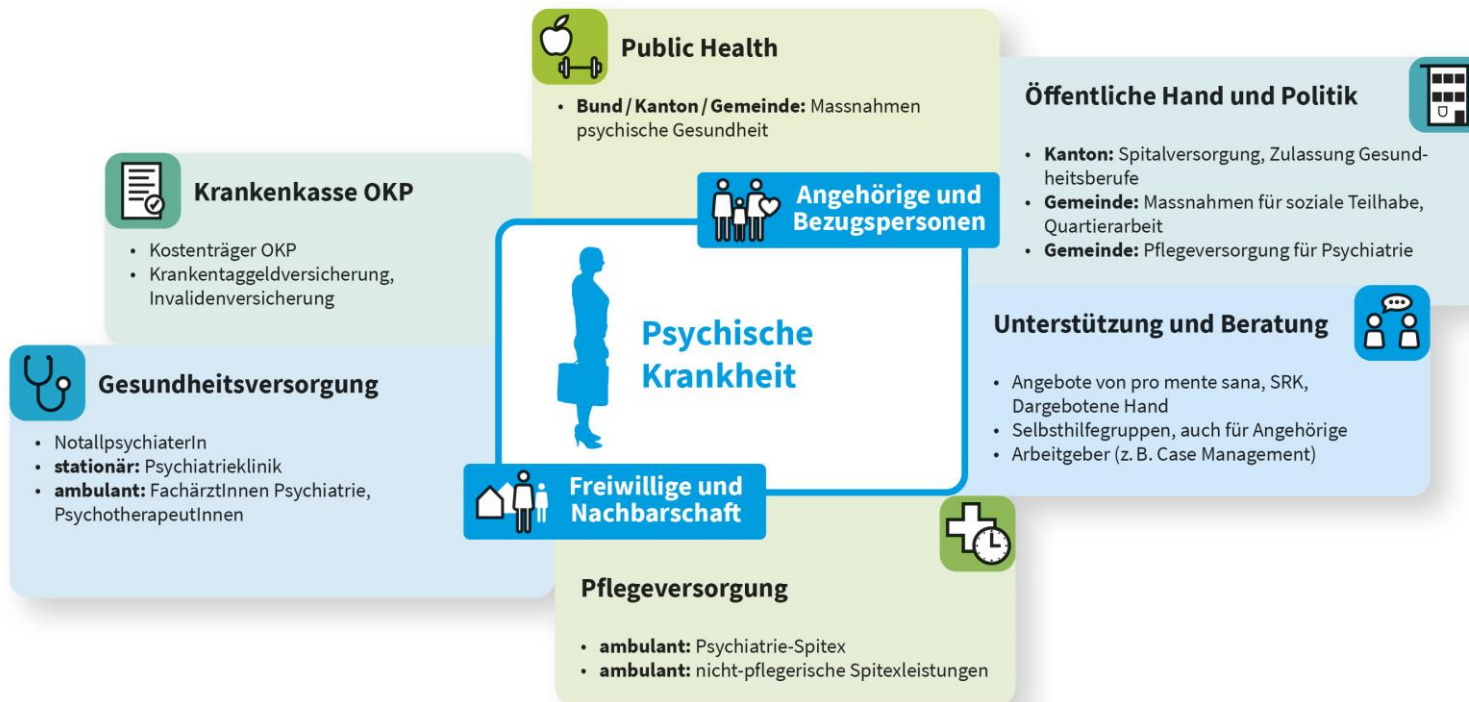 Public Health
• Bund / Kanton / Gemeinde: Massnahmen
psychische Gesundheit
Öffentliche Hand und Politik
• Kanton: Spitalversorgung, Zulassung Gesund-
heitsberufe
• Gemeinde: Massnahmen für soziale Teilhabe,
Quartierarbeit
• Gemeinde: Pflegeversorgung für Psychiatrie
Krankenkasse OKP
• Kostenträger OKP
• Krankentaggeldversicherung,
Invalidenversicherung
Angehörige und
Bezugspersonen
Psychische
Krankheit
Unterstützung und Beratung
• Angebote von pro mente sana, SRK,
Dargebotene Hand
• Selbsthilfegruppen, auch für Angehörige
• Arbeitgeber (z. B. Case Management)
Gesundheitsversorgung
• NotallpsychiaterIn
• stationär: Psychiatrieklinik
• ambulant: FachärztInnen Psychiatrie,
PsychotherapeutInnen
Freiwillige und
Nachbarschaft
Pflegeversorgung
• ambulant: Psychiatrie-Spitex
• ambulant: nicht-pflegerische Spitexleistungen